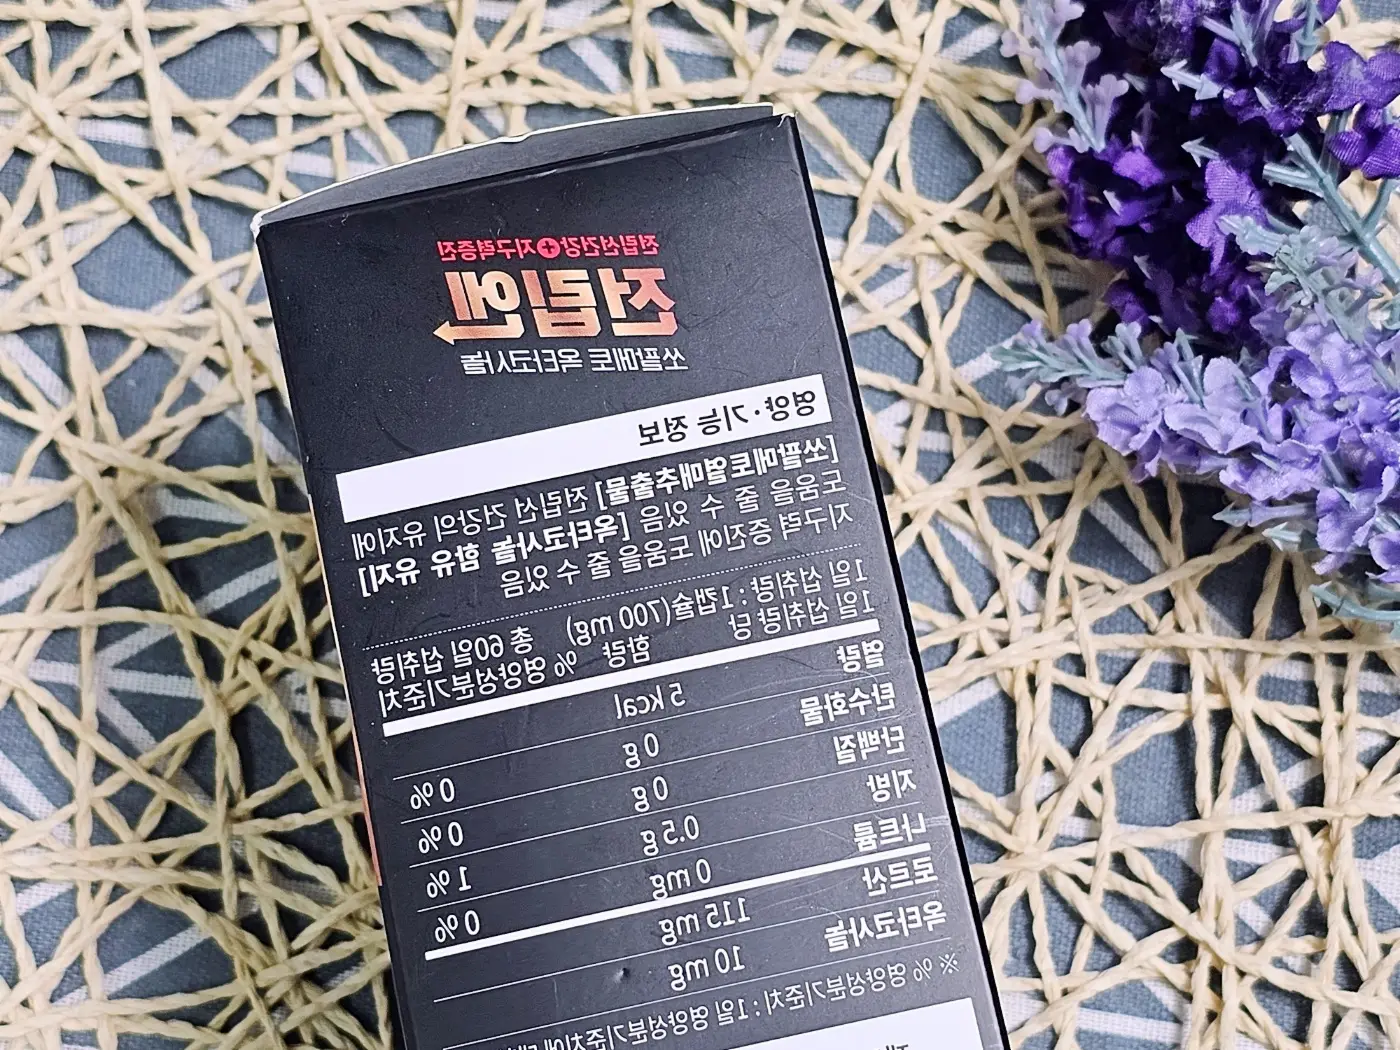 전립선건강+지구력증진
전립엔
쏘팔메토 옥타코사놀
영양·기능 정보
[쏘팔메토열매추출물] 전립선 건강의 유지에
도움을 줄 수 있음 [옥타코사놀 함유 유지]
지구력 증진에 도움을 줄 수 있음
1일 섭취량 : 1캡슐(700 mg) 총 60일 섭취량
1일 섭취량 당 함량 % 영양성분기준치
열량 5 kcal
탄수화물 0 g 0 %
단백질 0 g 0 %
지방 0.5 g 1 %
나트륨 0 mg 0 %
로르산 115 mg
옥타코사놀 10 mg
※ % 영양성분기준치 : 1일 영양성분기준치에